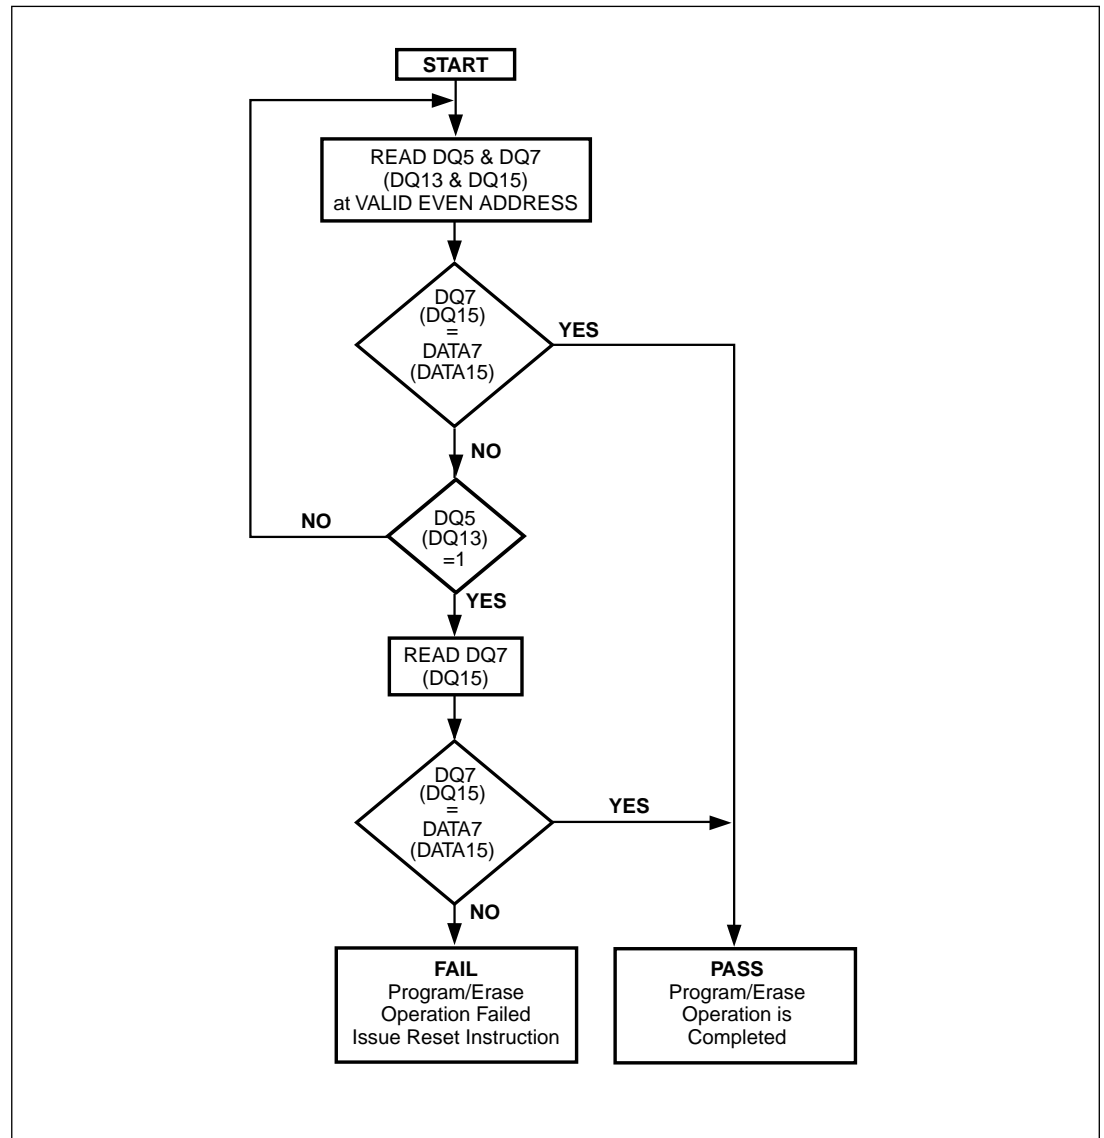 START
READ DQ5 & DQ7
(DQ13 & DQ15)
at VALID EVEN ADDRESS
DQ7
(DQ15)
=
DATA7
(DATA15)
YES
NO
DQ5
(DQ13)
=1
NO
YES
READ DQ7
(DQ15)
DQ7
(DQ15)
=
DATA7
(DATA15)
YES
NO
FAIL
Program/Erase
Operation Failed
Issue Reset Instruction
PASS
Program/Erase
Operation is
Completed